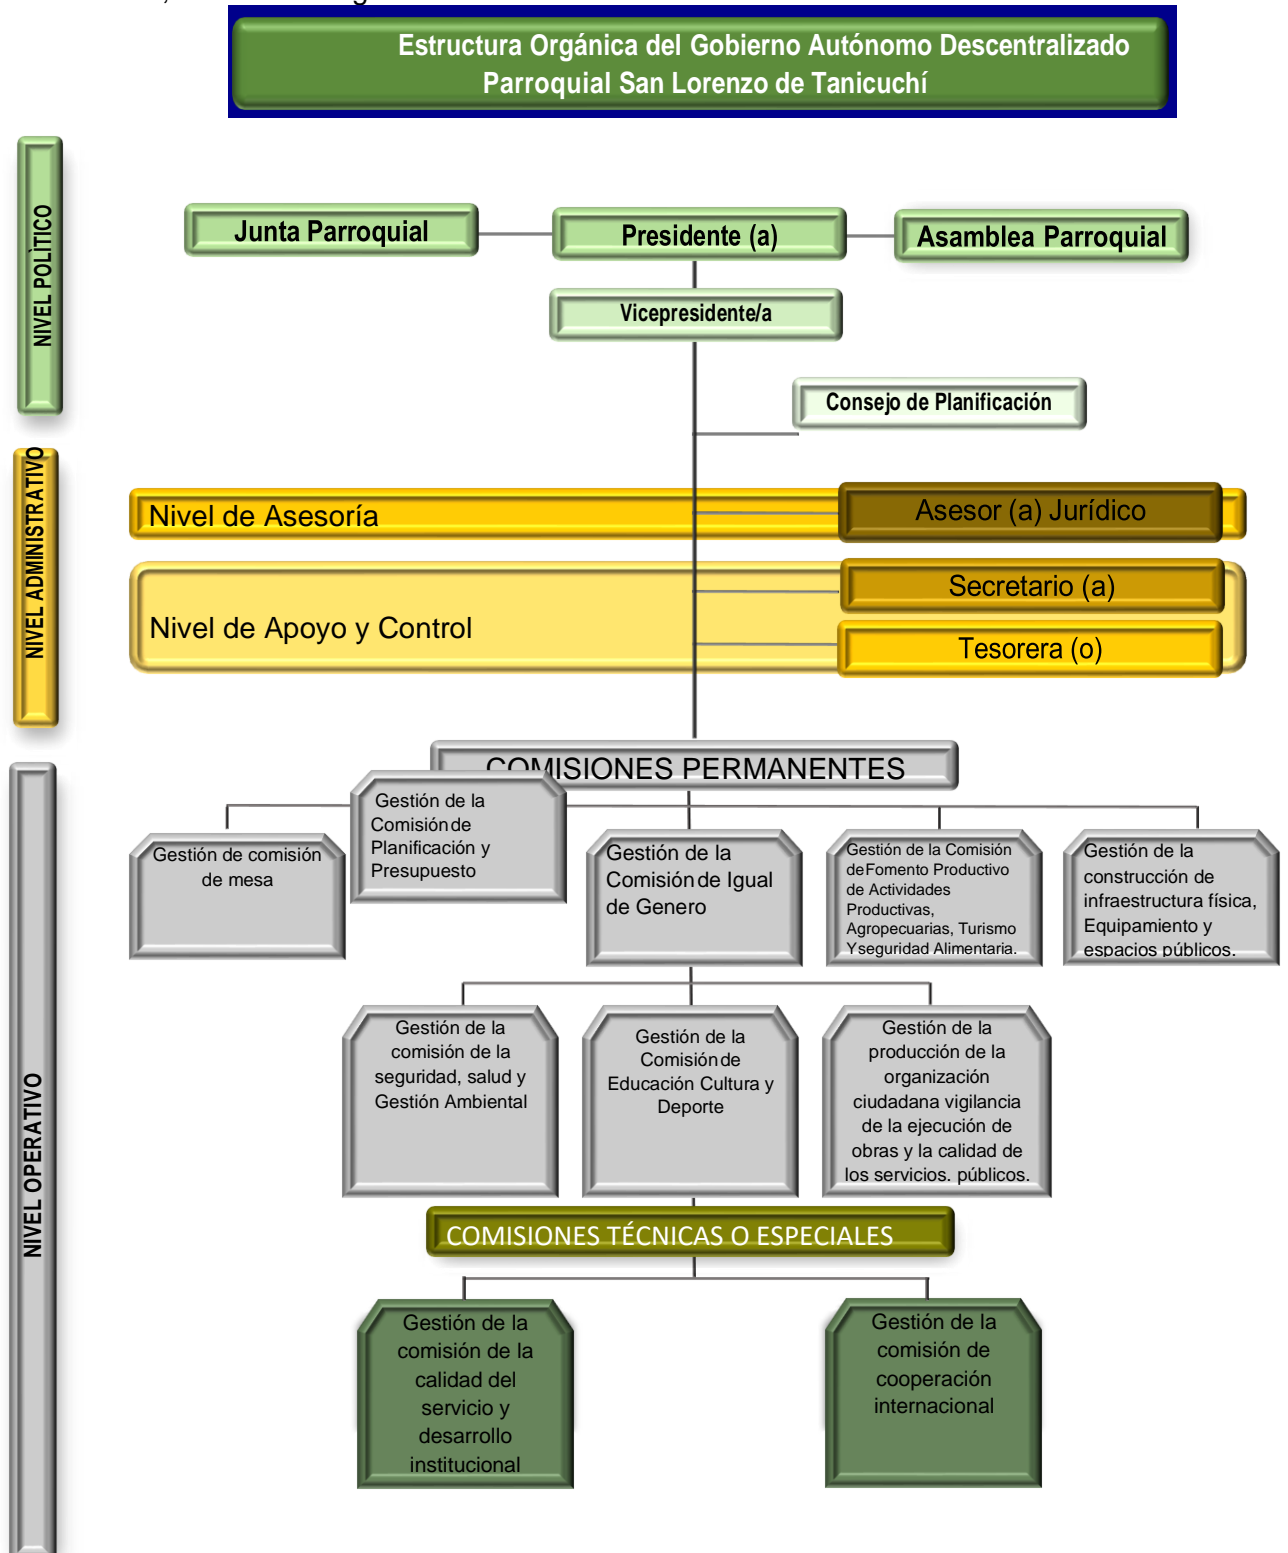 Estructura Orgánica del Gobierno Autónomo Descentralizado
Parroquial San Lorenzo de Tanicuchí
NIVEL POLÌTICO
Junta Parroquial
Presidente (a)
Asamblea Parroquial
Vicepresidente/a
Consejo de Planificación
NIVEL ADMINISTRATIVO
Nivel de Asesoría
Asesor (a) Jurídico
Nivel de Apoyo y Control
Secretario (a)
Tesorera (o)
NIVEL OPERATIVO
COMISIONES PERMANENTES
Gestión de comisión
de mesa
Gestión de la
Comisión de
Planificación y
Presupuesto
Gestión de la
Comisión de Igual
de Genero
Gestión de la Comisión
de Fomento Productivo
de Actividades
Productivas,
Agropecuarias, Turismo
Y seguridad Alimentaria.
Gestión de la
construcción de
infraestructura física,
Equipamiento y
espacios públicos.
Gestión de la
comisión de la
seguridad, salud y
Gestión Ambiental
Gestión de la
Comisión de
Educación Cultura y
Deporte
Gestión de la
producción de la
organización
ciudadana vigilancia
de la ejecución de
obras y la calidad de
los servicios. públicos.
COMISIONES TÉCNICAS O ESPECIALES
Gestión de la
comisión de la
calidad del
servicio y
desarrollo
institucional
Gestión de la
comisión de
cooperación
internacional